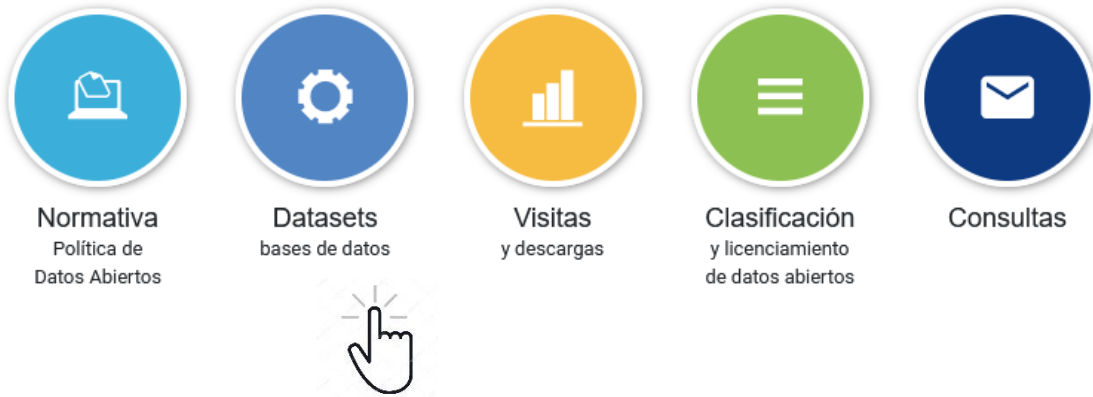 Normativa
Política de
Datos Abiertos
Datasets
bases de datos
Visitas
y descargas
Clasificación
y licenciamiento
de datos abiertos
Consultas